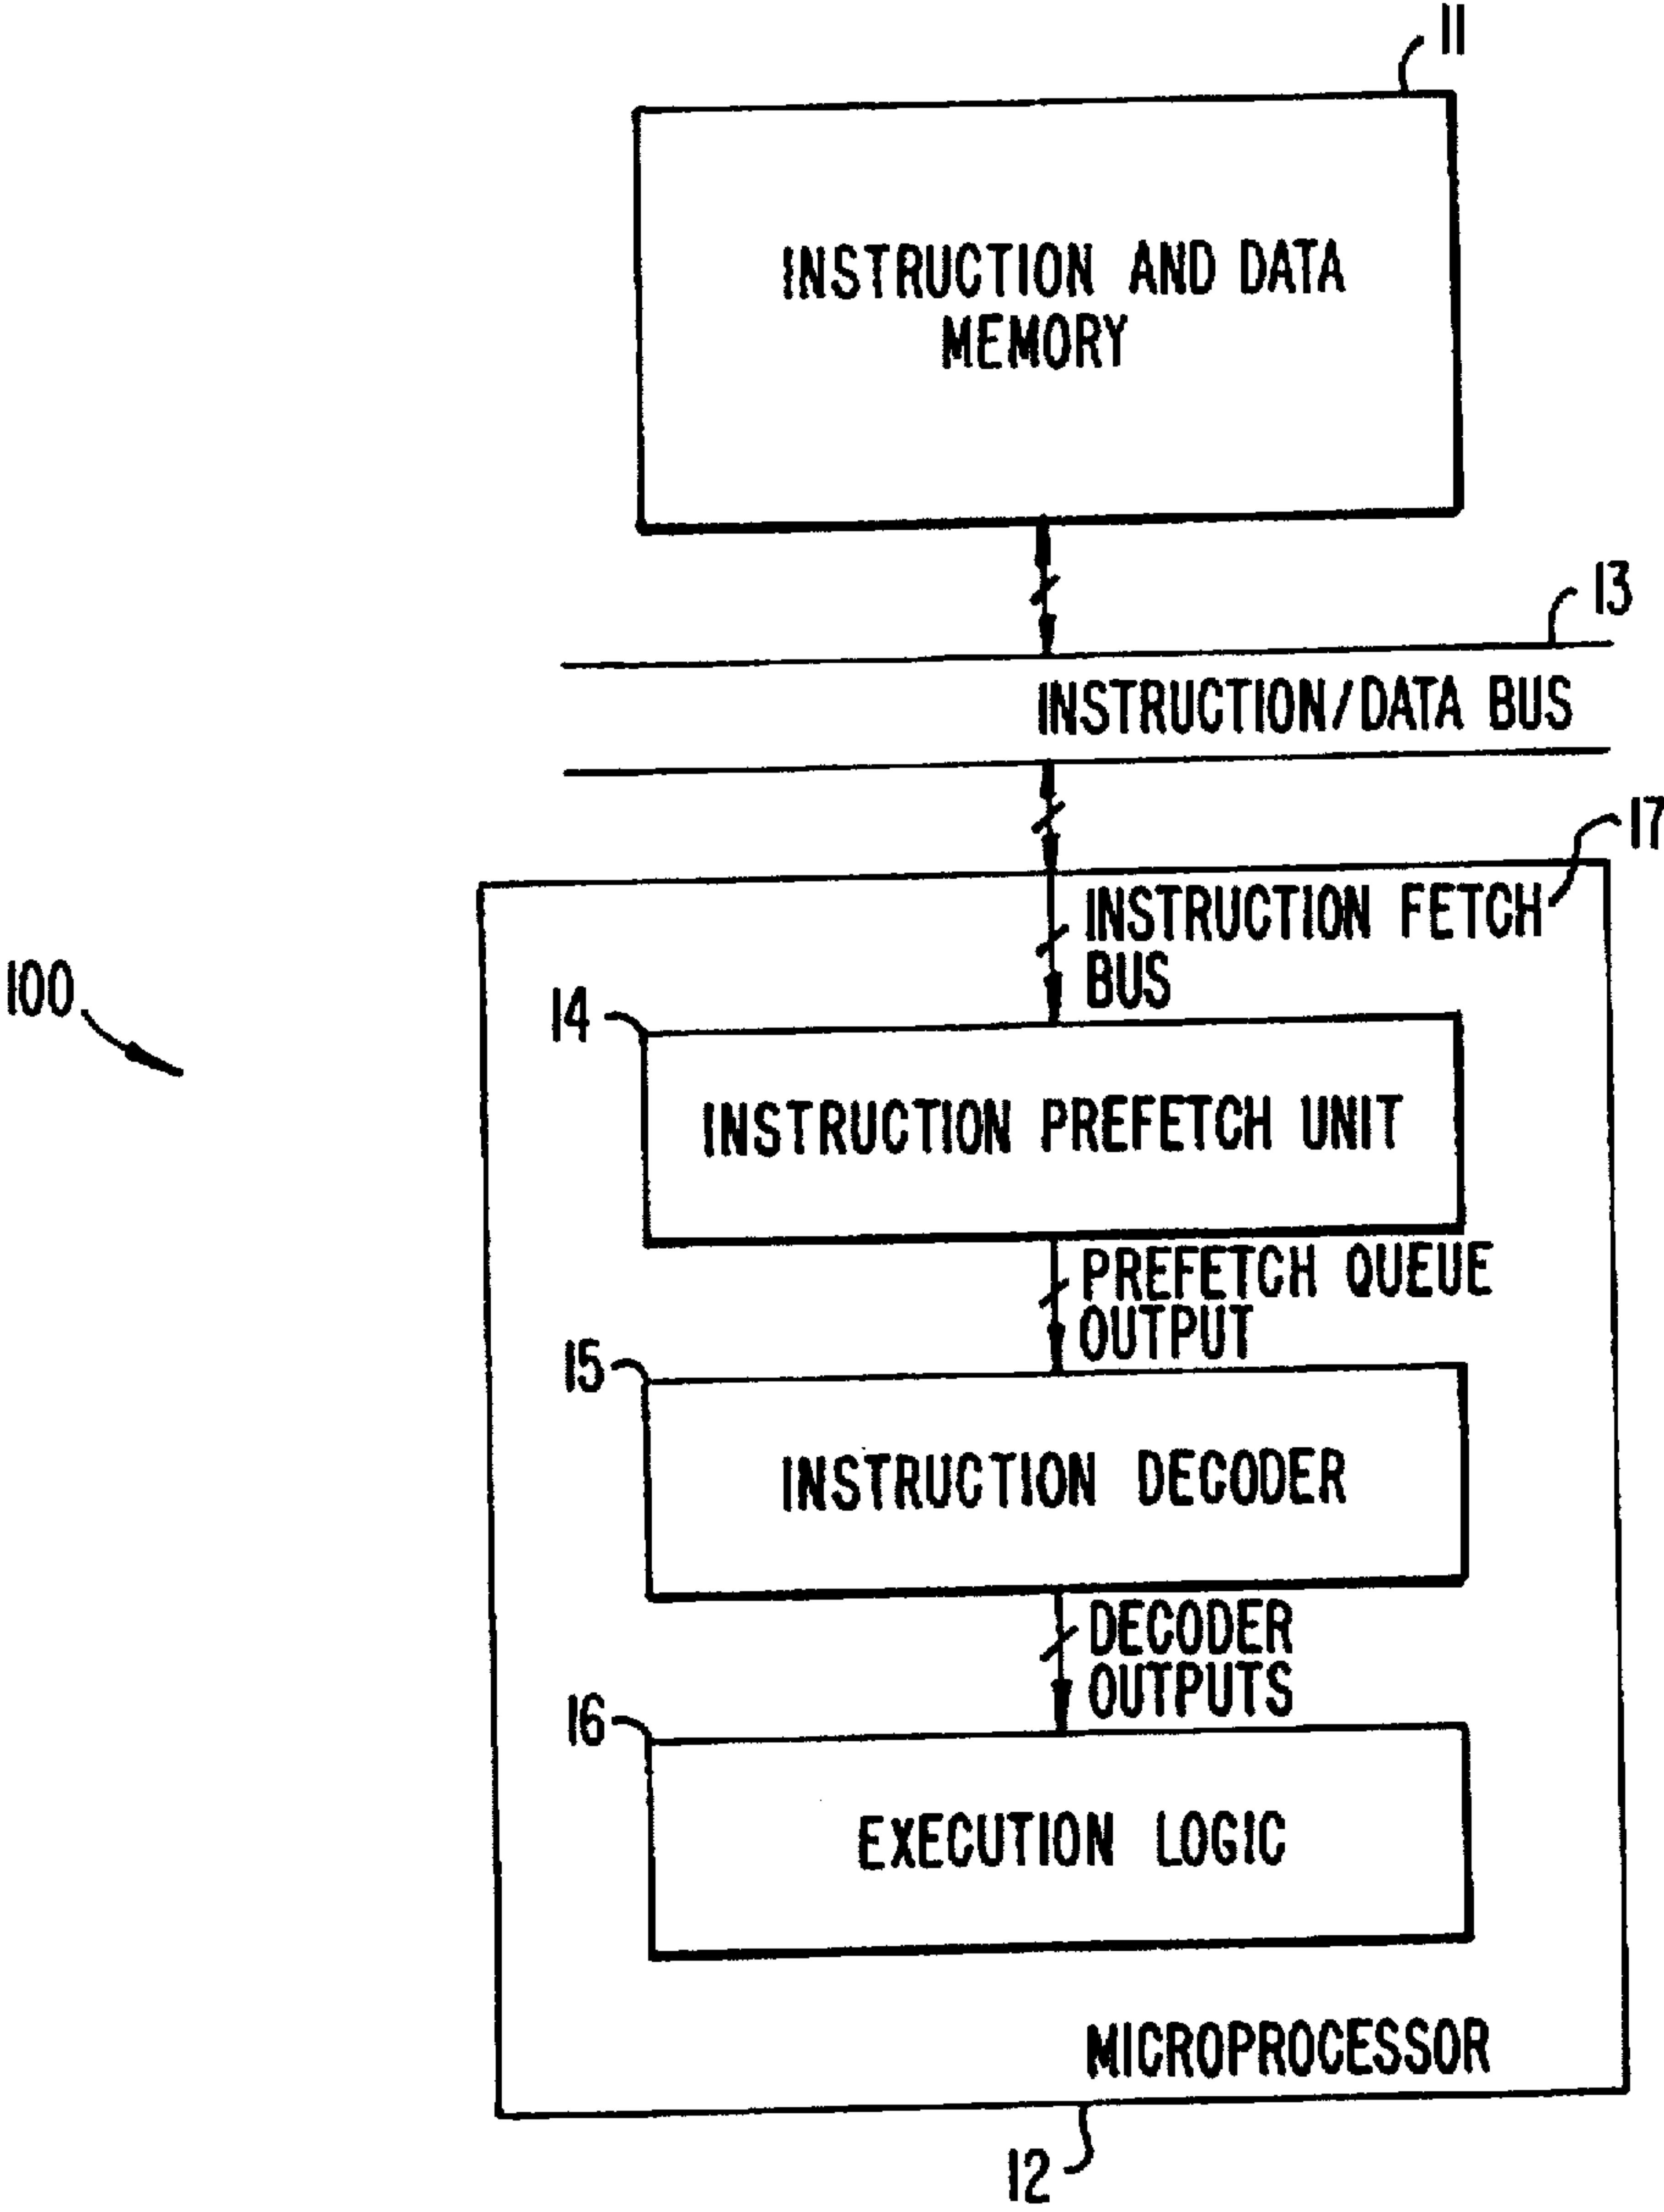 11
INSTRUCTION AND DATA
MEMORY
13
INSTRUCTION/DATA BUS
17
INSTRUCTION FETCH
BUS
100
14
INSTRUCTION PREFETCH UNIT
PREFETCH QUEUE
OUTPUT
15
INSTRUCTION DECODER
DECODER
OUTPUTS
16
EXECUTION LOGIC
MICROPROCESSOR
12